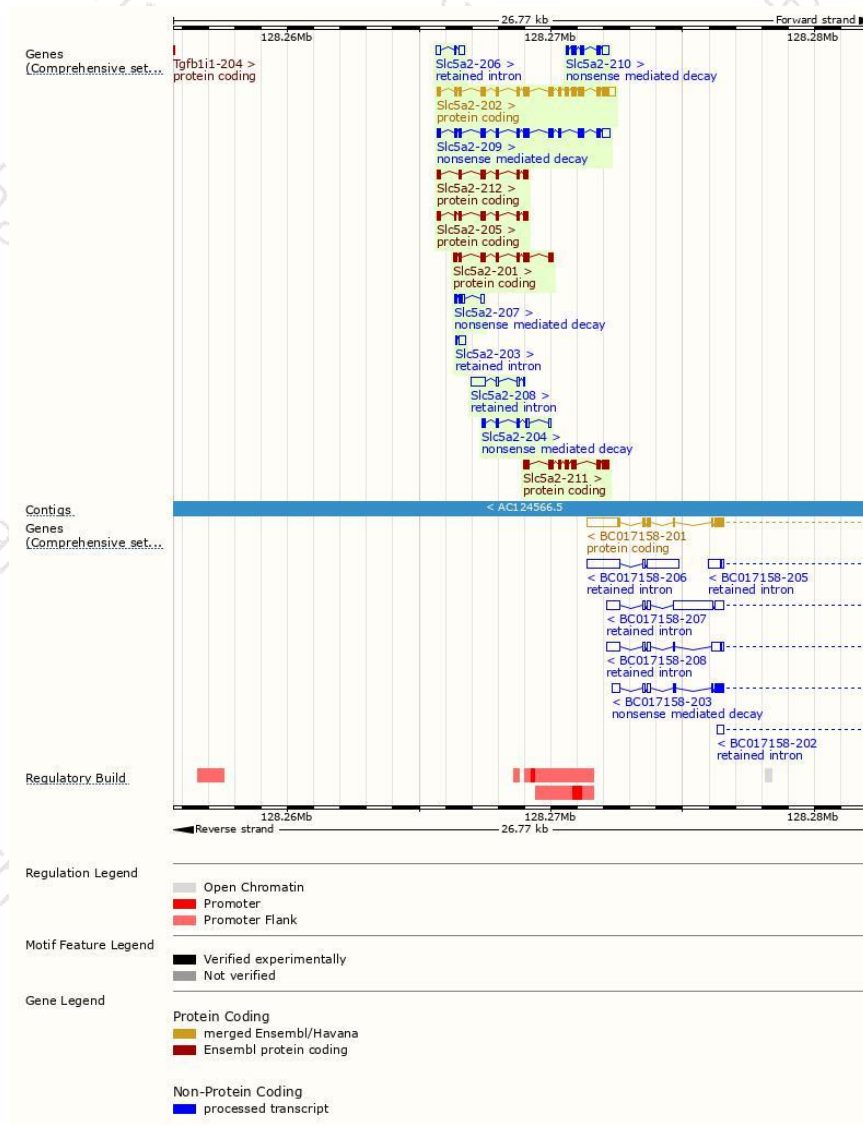 26.77 kb
Forward strand
128.26Mb 128.27Mb 128.28Mb
Genes
(Comprehensive set...
Tgfb1i1-204 >
protein coding
Slc5a2-206 >
retained intron
Slc5a2-210 >
nonsense mediated decay
Slc5a2-202 >
protein coding
Slc5a2-209 >
nonsense mediated decay
Slc5a2-212 >
protein coding
Slc5a2-205 >
protein coding
Slc5a2-201 >
protein coding
Slc5a2-207 >
nonsense mediated decay
Slc5a2-203 >
retained intron
Slc5a2-208 >
retained intron
Slc5a2-204 >
nonsense mediated decay
Slc5a2-211 >
protein coding
Contigs
< AC124566.5
Genes
(Comprehensive set...
< BC017158-201
protein coding
< BC017158-206
retained intron
< BC017158-205
retained intron
< BC017158-207
retained intron
< BC017158-208
retained intron
< BC017158-203
nonsense mediated decay
< BC017158-202
retained intron
Regulatory Build
128.26Mb 128.27Mb 128.28Mb
Reverse strand
26.77 kb
Regulation Legend
Open Chromatin
Promoter
Promoter Flank
Motif Feature Legend
Verified experimentally
Not verified
Gene Legend
Protein Coding
merged Ensembl/Havana
Ensembl protein coding
Non-Protein Coding
processed transcript